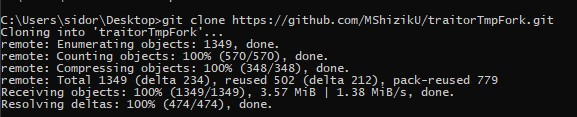 C:\Users\sidor\Desktop>git clone https://github.com/MShizikU/traitorTmpFork.git
Cloning into 'traitorTmpFork'...
remote: Enumerating objects: 1349, done.
remote: Counting objects: 100% (570/570), done.
remote: Compressing objects: 100% (348/348), done.
remote: Total 1349 (delta 234), reused 502 (delta 212), pack-reused 779
Receiving objects: 100% (1349/1349), 3.57 MiB | 1.38 MiB/s, done.
Resolving deltas: 100% (474/474), done.